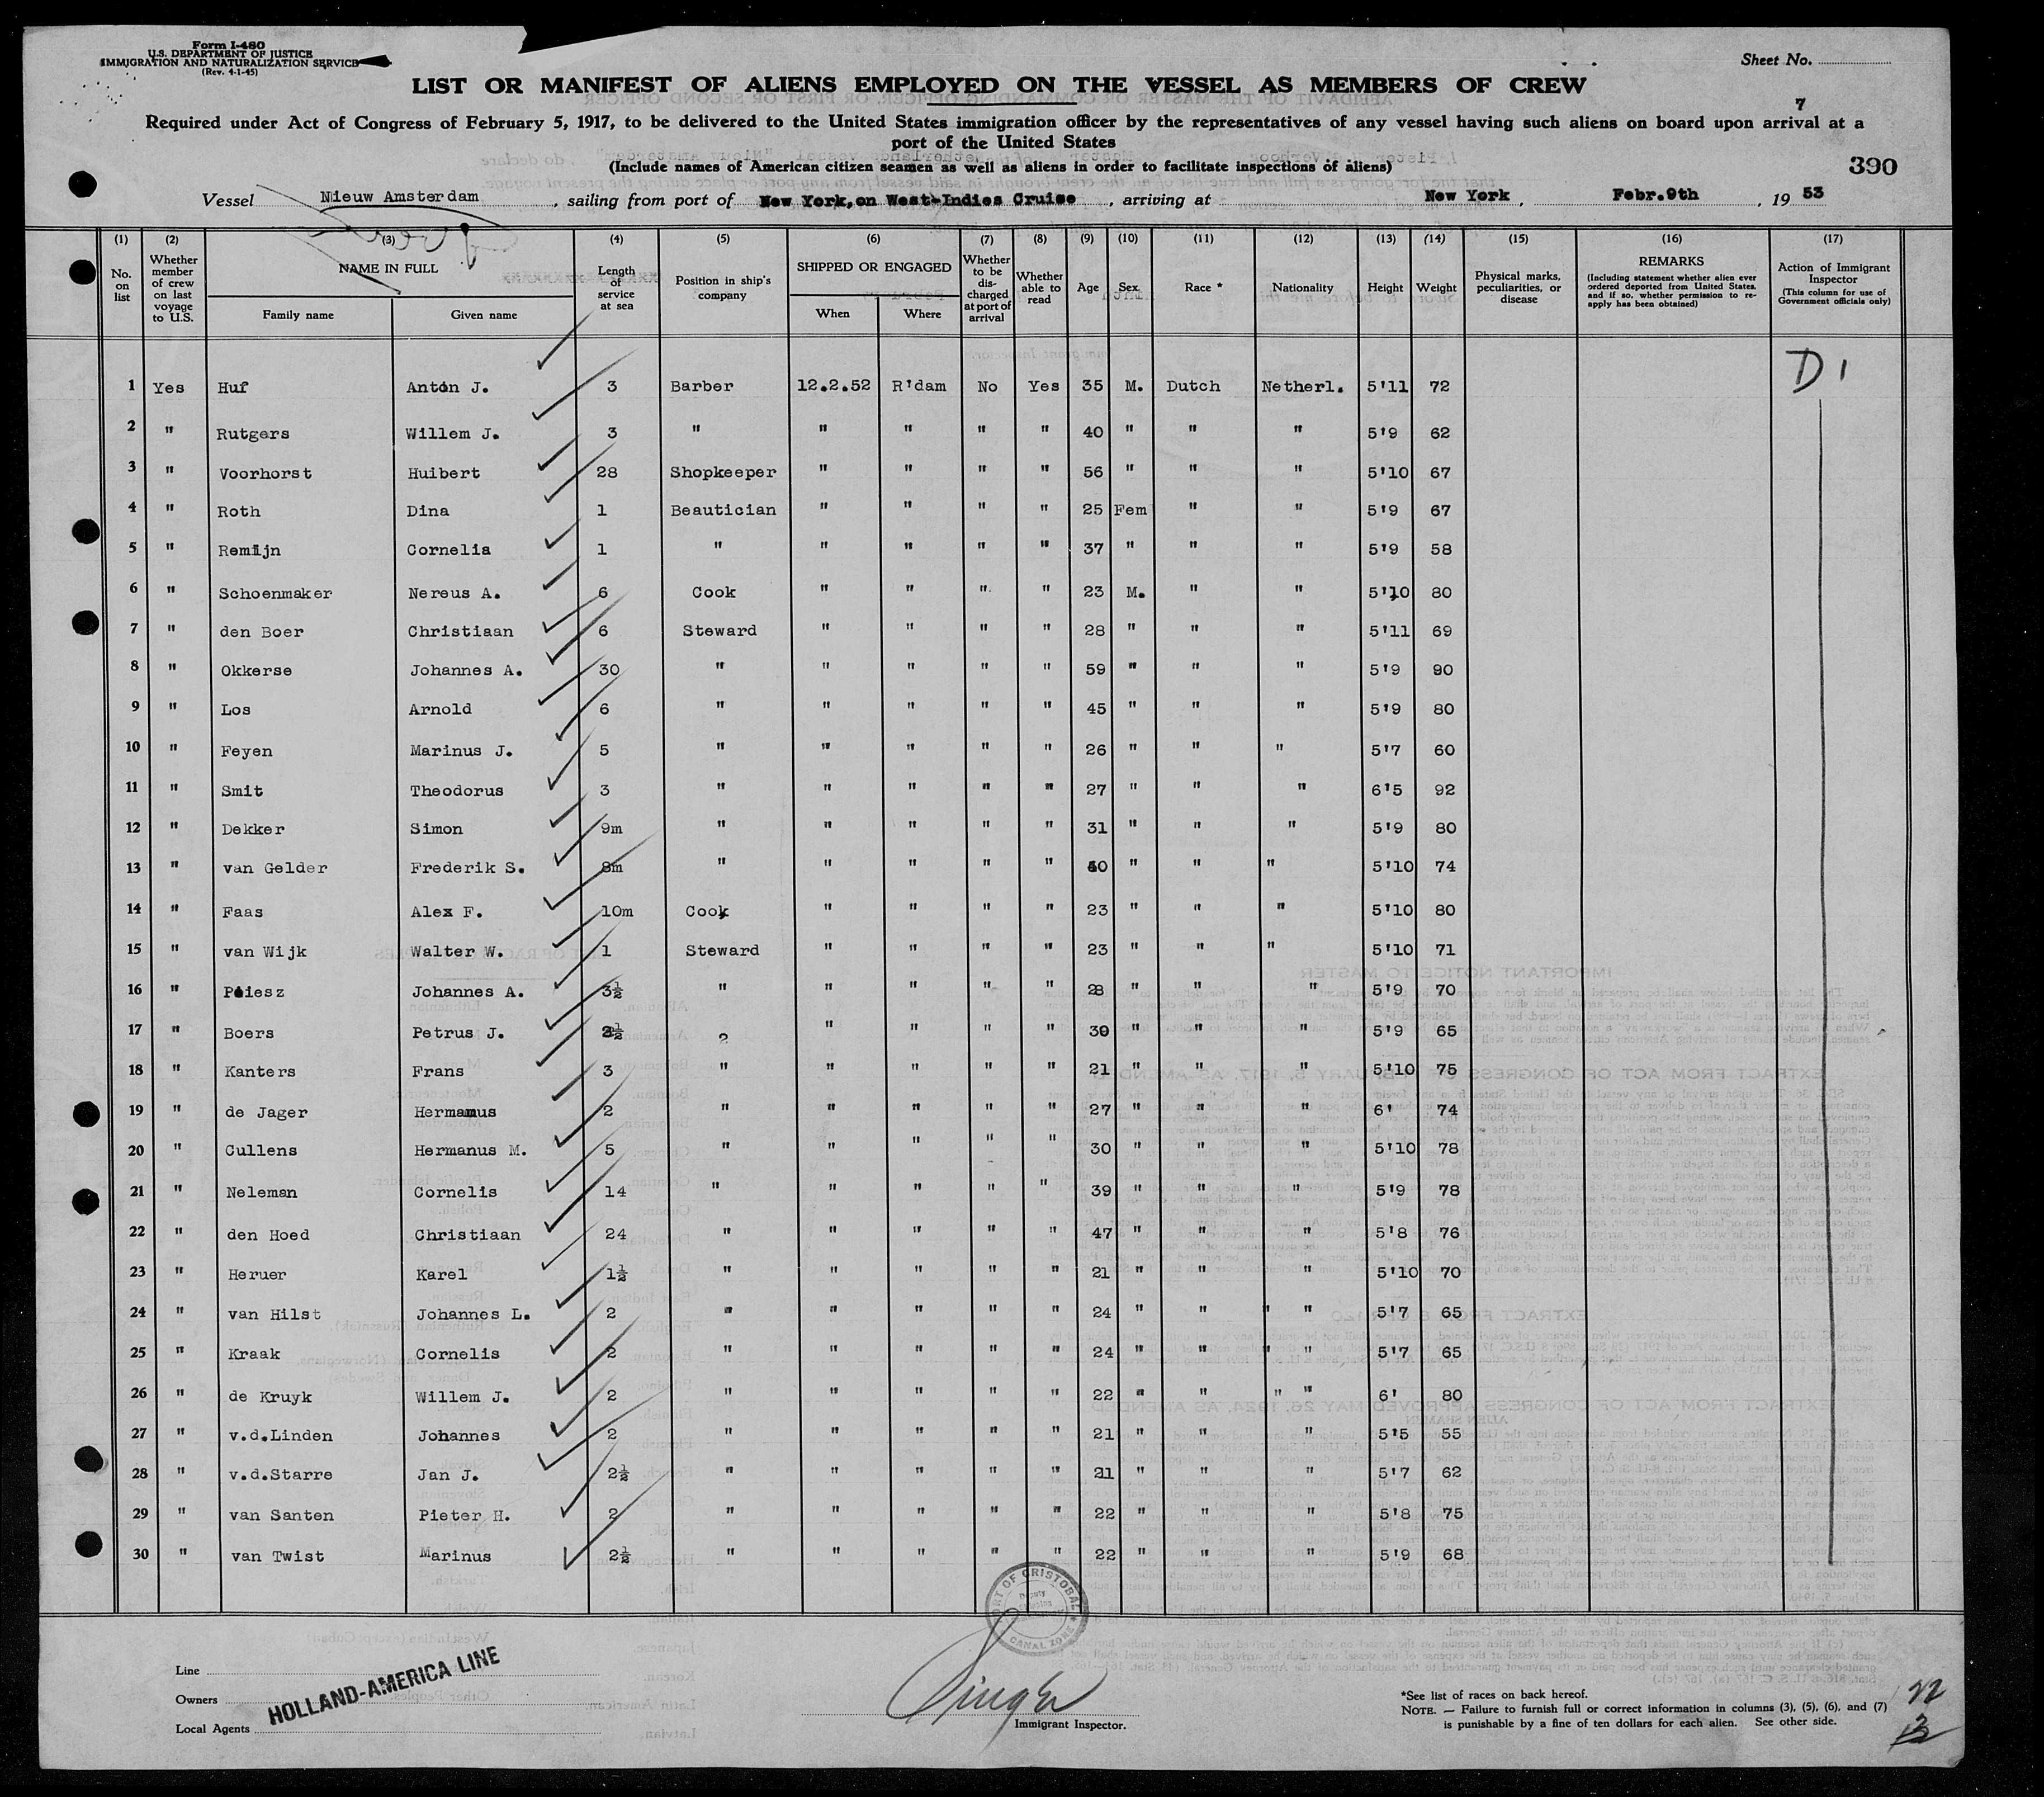 Form I-480
U.S. DEPARTMENT OF JUSTICE
IMMIGRATION AND NATURALIZATION SERVICE
(Rev. 4-1-45)
Sheet No.
LIST OR MANIFEST OF ALIENS EMPLOYED ON THE VESSEL AS MEMBERS OF CREW
7
Required under Act of Congress of February 5, 1917, to be delivered to the United States immigration officer by the representatives of any vessel having such aliens on board upon arrival at a
port of the United States
(Include names of American citizen seamen as well as aliens in order to facilitate inspections of aliens)
390
Vessel Nieuw Amsterdam, sailing from port of New York, on West-Indies Cruise, arriving at New York, Febr.9th, 19 53
(1) (2) (3) (4) (5) (6) (7) (8) (9) (10) (11) (12) (13) (14) (15) (16) (17)
No. on list Whether member of crew on last voyage to U.S. NAME IN FULL Family name Given name Length of service at sea Position in ship's company SHIPPED OR ENGAGED When Where Whether to be discharged at port of arrival Whether able to read Age Sex Race * Nationality Height Weight Physical marks, peculiarities, or disease REMARKS (Including statement whether alien ever ordered deported from United States, and if so, whether permission to re-apply has been obtained) Action of Immigrant Inspector (This column for use of Government officials only)
1 Yes Huf Anton J. 3 Barber 12.2.52 R'dam No Yes 35 M. Dutch Netherl. 5'11 72 D1
2 " Rutgers Willem J. 3 " " " " " 40 " " " 5'9 62
3 " Voorhorst Huibert 28 Shopkeeper " " " " 56 " " " 5'10 67
4 " Roth Dina 1 Beautician " " " " 25 Fem " " 5'9 67
5 " Remijn Cornelia 1 " " " " " 37 " " " 5'9 58
6 " Schoenmaker Nereus A. 6 Cook " " " " 23 M. " " 5'10 80
7 " den Boer Christiaan 6 Steward " " " " 28 " " " 5'11 69
8 " Okkerse Johannes A. 30 " " " " " 59 " " " 5'9 90
9 " Los Arnold 6 " " " " " 45 " " " 5'9 80
10 " Feyen Marinus J. 5 " " " " " 26 " " " 5'7 60
11 " Smit Theodorus 3 " " " " " 27 " " " 6'5 92
12 " Dekker Simon 9m " " " " " 31 " " " 5'9 80
13 " van Gelder Frederik S. 8m " " " " " " " " 5'10 74
14 " Faas Alex F. 10m Cook " " " " 23 " " " 5'10 80
15 " van Wijk Walter W. 1 Steward " " " " 23 " " " 5'10 71
16 " Johannes A. 3½ " " " " " 28 " " " 5'9 70
17 " Boers Petrus J. 2½ 2 " " " " 30 " " " 5'9 65
18 " Kanters Frans 3 " " " " " 21 " " " 5'10 75
19 " de Jager Hermanus 2 " " " " " 27 " " " 6' 74
20 " Cullens Hermanus M. 5 " " " " " 30 " " " 5'10 78
21 " Neleman Cornelis 14 " " " " " 39 " " " 5'9 78
22 " den Hoed Christiaan 24 " " " " " 47 " " " 5'8 76
23 " Heruer Karel 1½ " " " " " 21 " " " 5'10 70
24 " van Hilst Johannes L. 2 " " " " " 24 " " " " 5'7 65
25 " Kraak Cornelis 2 " " " " " 24 " " " " 5'7 65
26 " de Kruyk Willem J. 2 " " " " " 22 " " " " 6' 80
27 " v.d.Linden Johannes 2 " " " " " 21 " " " 5'5 55
28 " v.d.Starre Jan J. 2½ " " " " " 21 " " " 5'7 62
29 " van Santen Pieter H. 2 " " " " " 22 " " " 5'8 75
30 " van Twist Marinus 2½ " " " " " 22 " " " 5'9 68
PORT OF CRISTOBAL
CANAL ZONE
Line
Owners
Local Agents
HOLLAND-AMERICA LINE
Immigrant Inspector.
*See list of races on back hereof.
NOTE. — Failure to furnish full or correct information in columns (3), (5), (6), and (7)
is punishable by a fine of ten dollars for each alien. See other side.